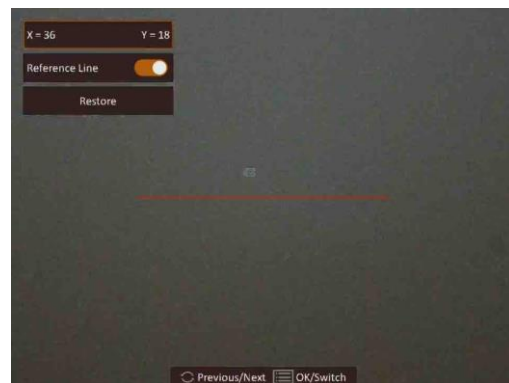 X = 36 Y = 18
Reference Line
Restore
Previous/Next OK/Switch